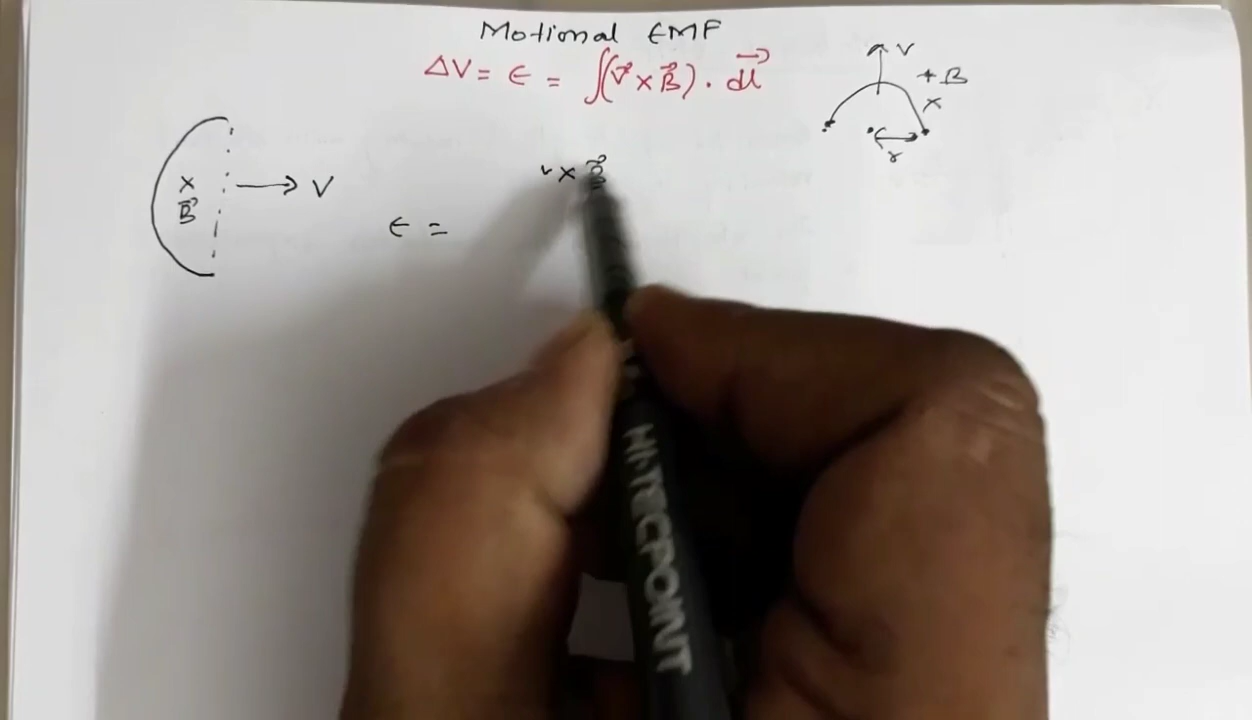 Motional EMF
ΔV = ε = ∫(v⃗ × B⃗) · dl⃗
V
+ B
x
r
x
B⃗
V
v × B⃗
ε =
HI-TECPOINT